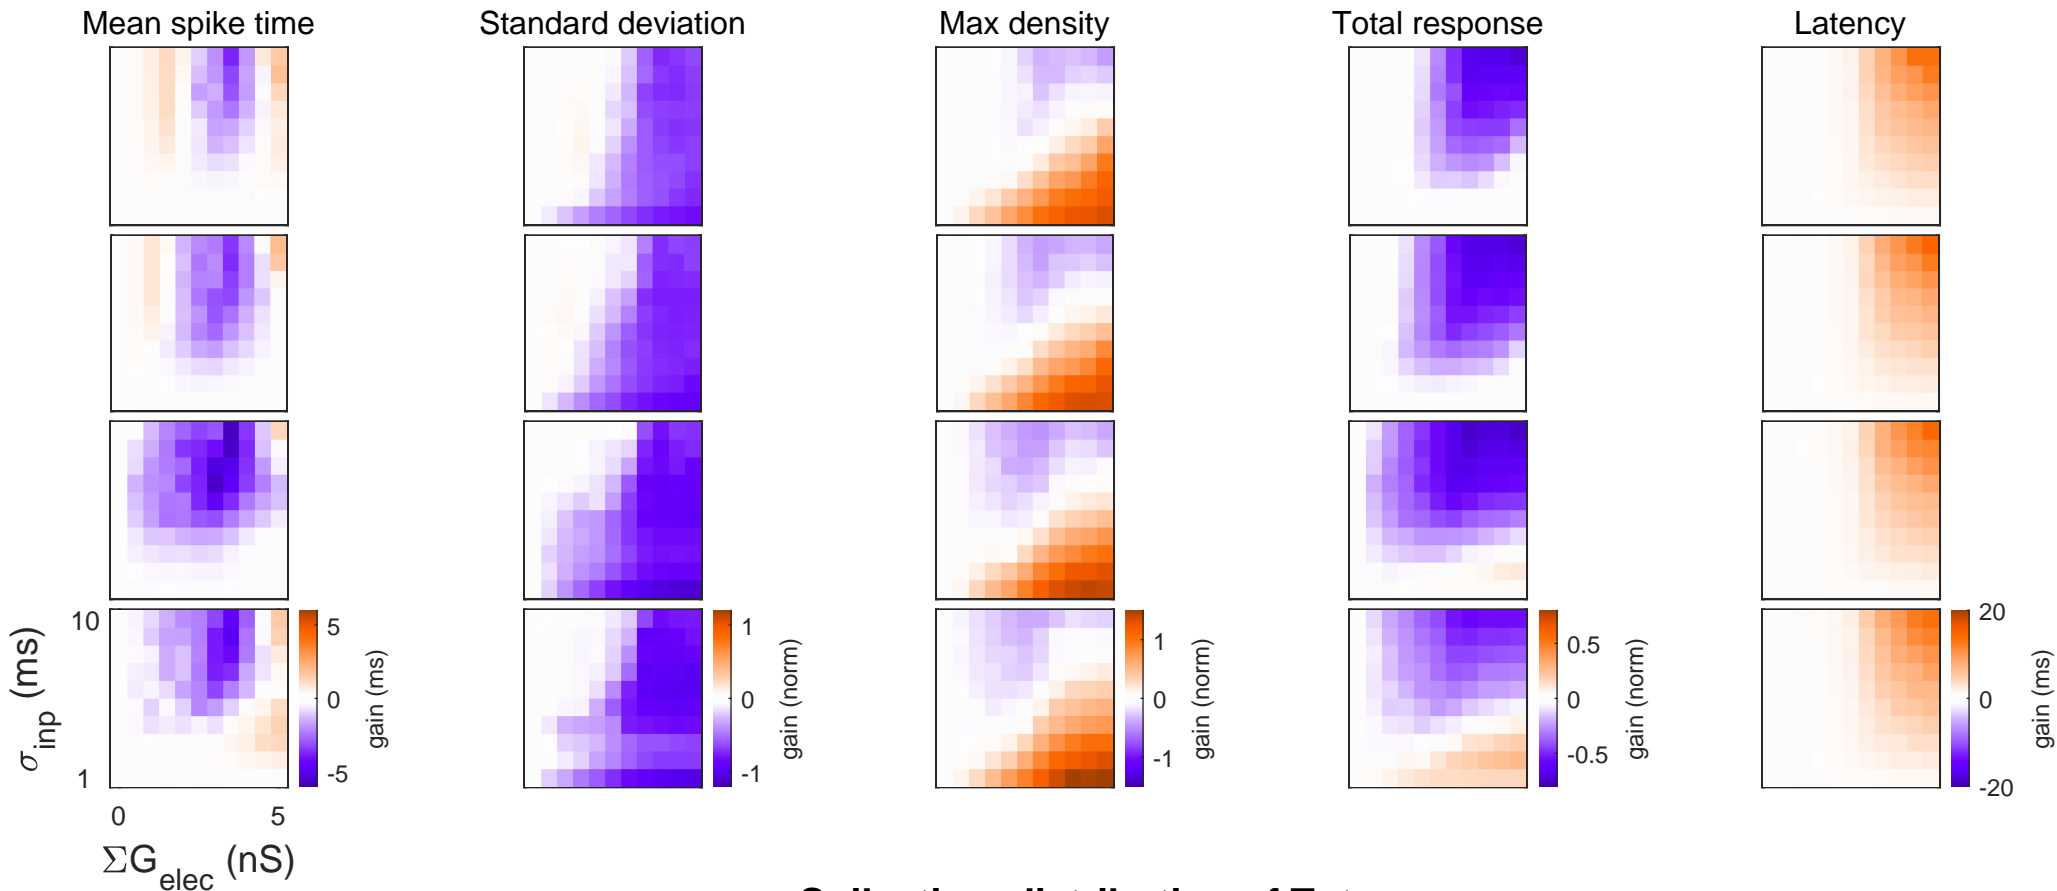 Mean spike time
Standard deviation
Max density
Total response
Latency
10
1
σinp (ms)
0
5
ΣGelec (nS)
5
0
-5
gain (ms)
1
0
-1
gain (norm)
1
0
-1
gain (norm)
0.5
0
-0.5
gain (norm)
20
0
-20
gain (ms)